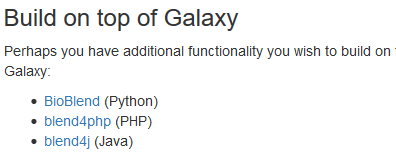 Build on top of Galaxy
Perhaps you have additional functionality you wish to build on
Galaxy:
• BioBlend (Python)
• blend4php (PHP)
• blend4j (Java)